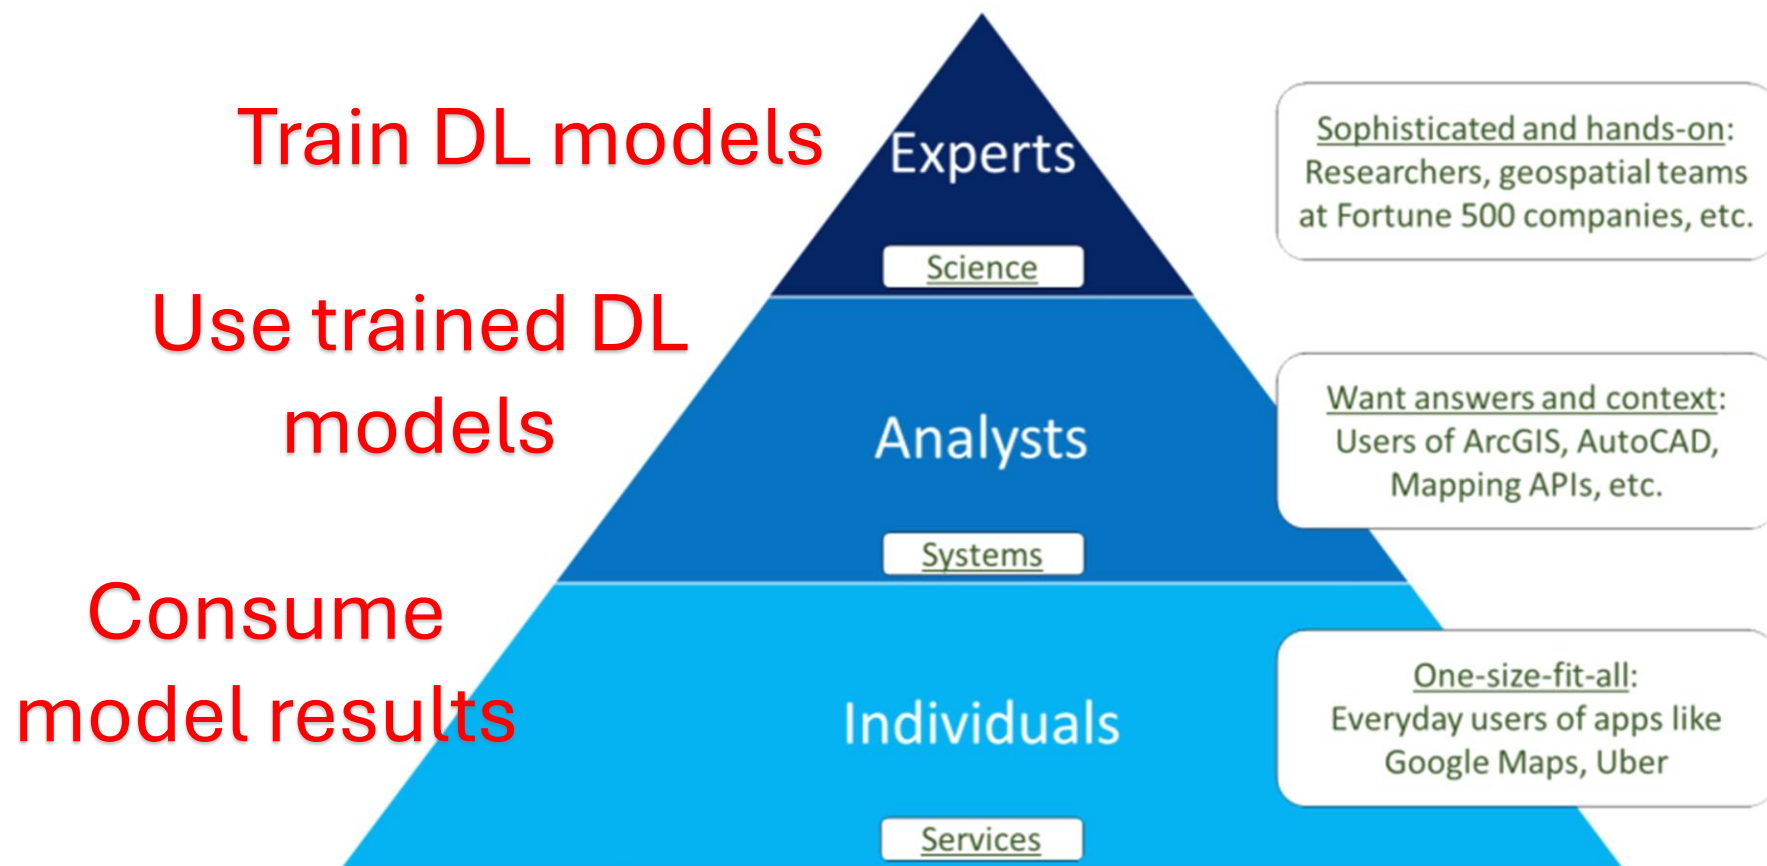 Train DL models
Experts
Science
Sophisticated and hands-on:
Researchers, geospatial teams
at Fortune 500 companies, etc.
Use trained DL
models
Analysts
Systems
Want answers and context:
Users of ArcGIS, AutoCAD,
Mapping APIs, etc.
Consume
model results
Individuals
Services
One-size-fit-all:
Everyday users of apps like
Google Maps, Uber